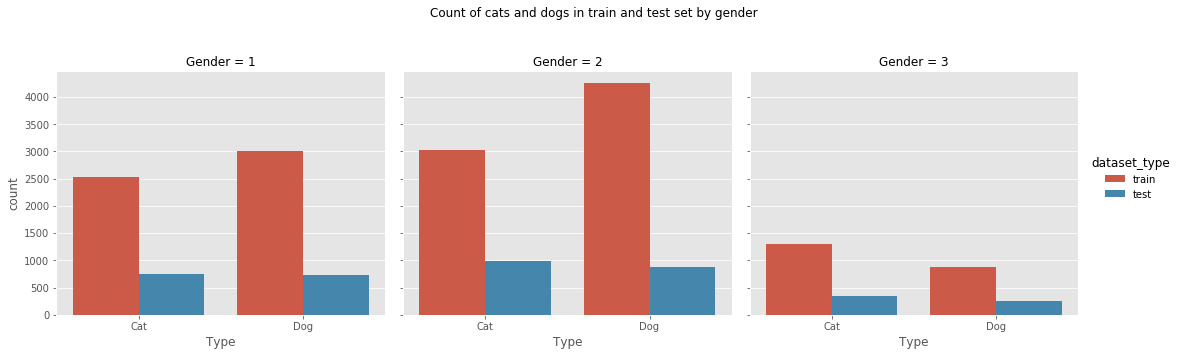 Count of cats and dogs in train and test set by gender
Gender = 1
Gender = 2
Gender = 3
4000
3500
3000
2500
2000
1500
1000
500
0
count
Cat
Dog
Type
Cat
Dog
Type
Cat
Dog
Type
dataset_type
train
test